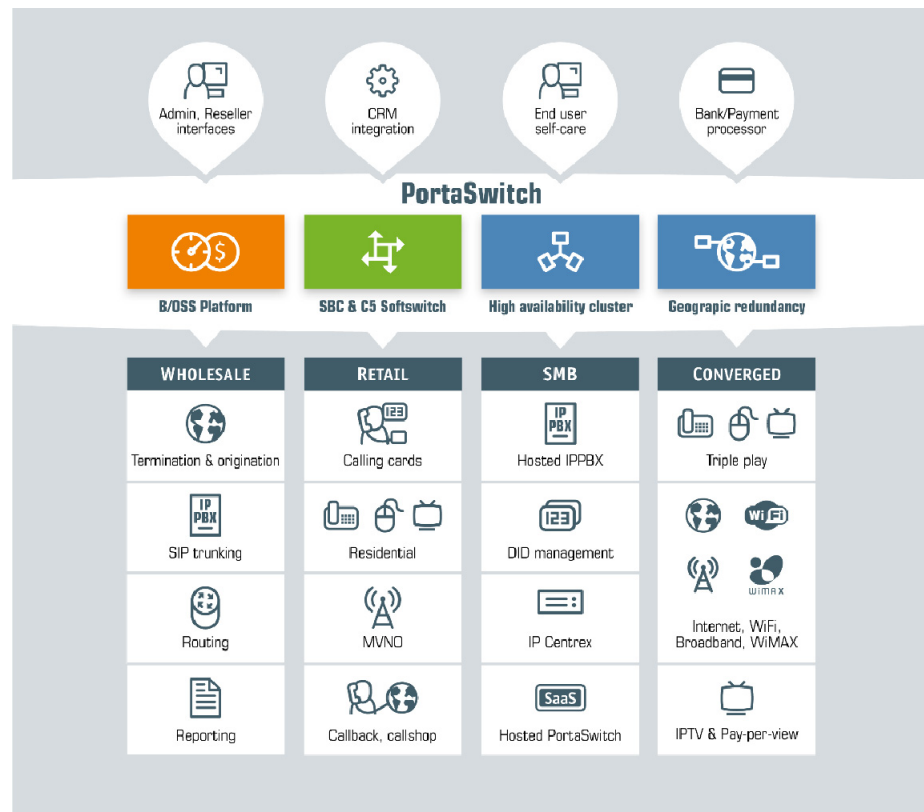 Admin, Reseller
interfaces
CRM
integration
End user
self-care
Bank/Payment
processor
PortaSwitch
$
B/OSS Platform
SBC & C5 Softswitch
High availability cluster
Geograpic redundancy
WHOLESALE
RETAIL
SMB
CONVERGED
Termination & origination
123
Calling cards
IP
PBX
Hosted IPPBX
Triple play
IP
PBX
SIP trunking
Residential
123
DID management
WiFi
WiMAX
Internet, WiFi,
Broadband, WiMAX
Routing
MVNO
IP Centrex
Reporting
Callback, callshop
SaaS
Hosted PortaSwitch
IPTV & Pay-per-view